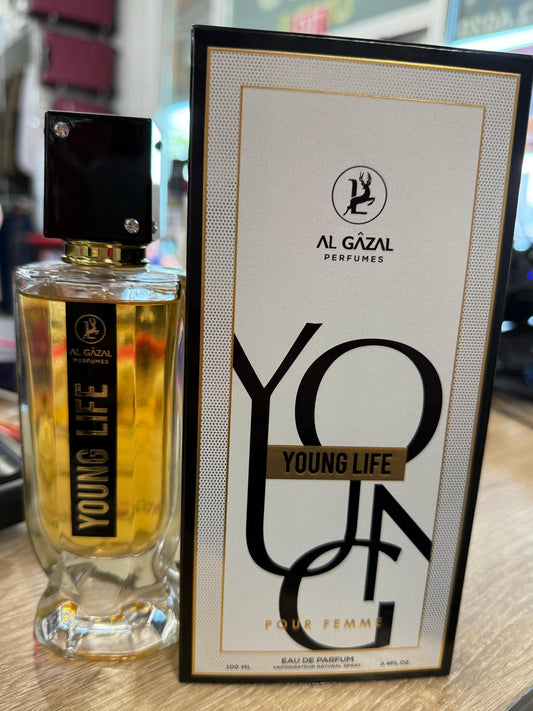 AL GÂZAL
PERFUMES
YOUNG LIFE
AL GÂZAL
PERFUMES
YOUNG
YOUNG LIFE
POUR FEMME
EAU DE PARFUM
100 ML.
VAPORISATEUR NATURAL SPRAY
3.4FL OZ.